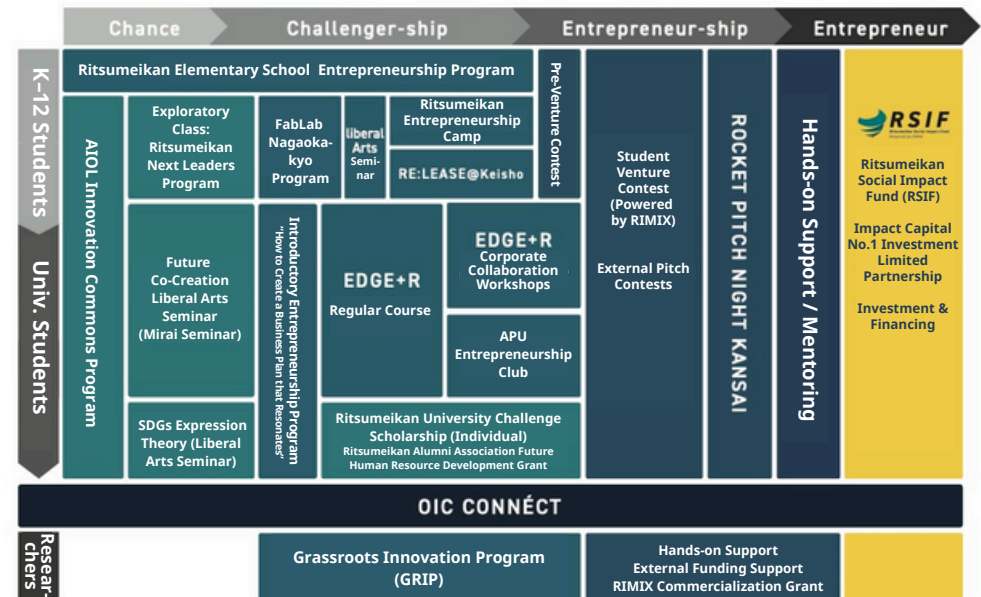 Chance
Challenger-ship
Entrepreneur-ship
Entrepreneur
K-12 Students
Ritsumeikan Elementary School Entrepreneurship Program
Pre-Venture Contest
AIOL Innovation Commons Program
Exploratory
Class:
Ritsumeikan
Next Leaders
Program
FabLab
Nagaoka-
kyo
Program
liberal
Arts
Semi-
nar
Ritsumeikan
Entrepreneurship
Camp
RE:LEASE@Keisho
Student
Venture
Contest
(Powered
by RIMIX)
External Pitch
Contests
ROCKET PITCH NIGHT KANSAI
Hands-on Support / Mentoring
RSIF
Ritsumeikan
Social Impact
Fund (RSIF)
Impact Capital
No.1 Investment
Limited
Partnership
Investment &
Financing
Univ. Students
Future
Co-Creation
Liberal Arts
Seminar
(Mirai Seminar)
Introductory Entrepreneurship Program
"How to Create a Business Plan that Resonates"
EDGE+R
Regular Course
EDGE+R
Corporate
Collaboration
Workshops
APU
Entrepreneurship
Club
SDGs Expression
Theory (Liberal
Arts Seminar)
Ritsumeikan University Challenge
Scholarship (Individual)
Ritsumeikan Alumni Association Future
Human Resource Development Grant
OIC CONNÉCT
Resear-
chers
Grassroots Innovation Program
(GRIP)
Hands-on Support
External Funding Support
RIMIX Commercialization Grant